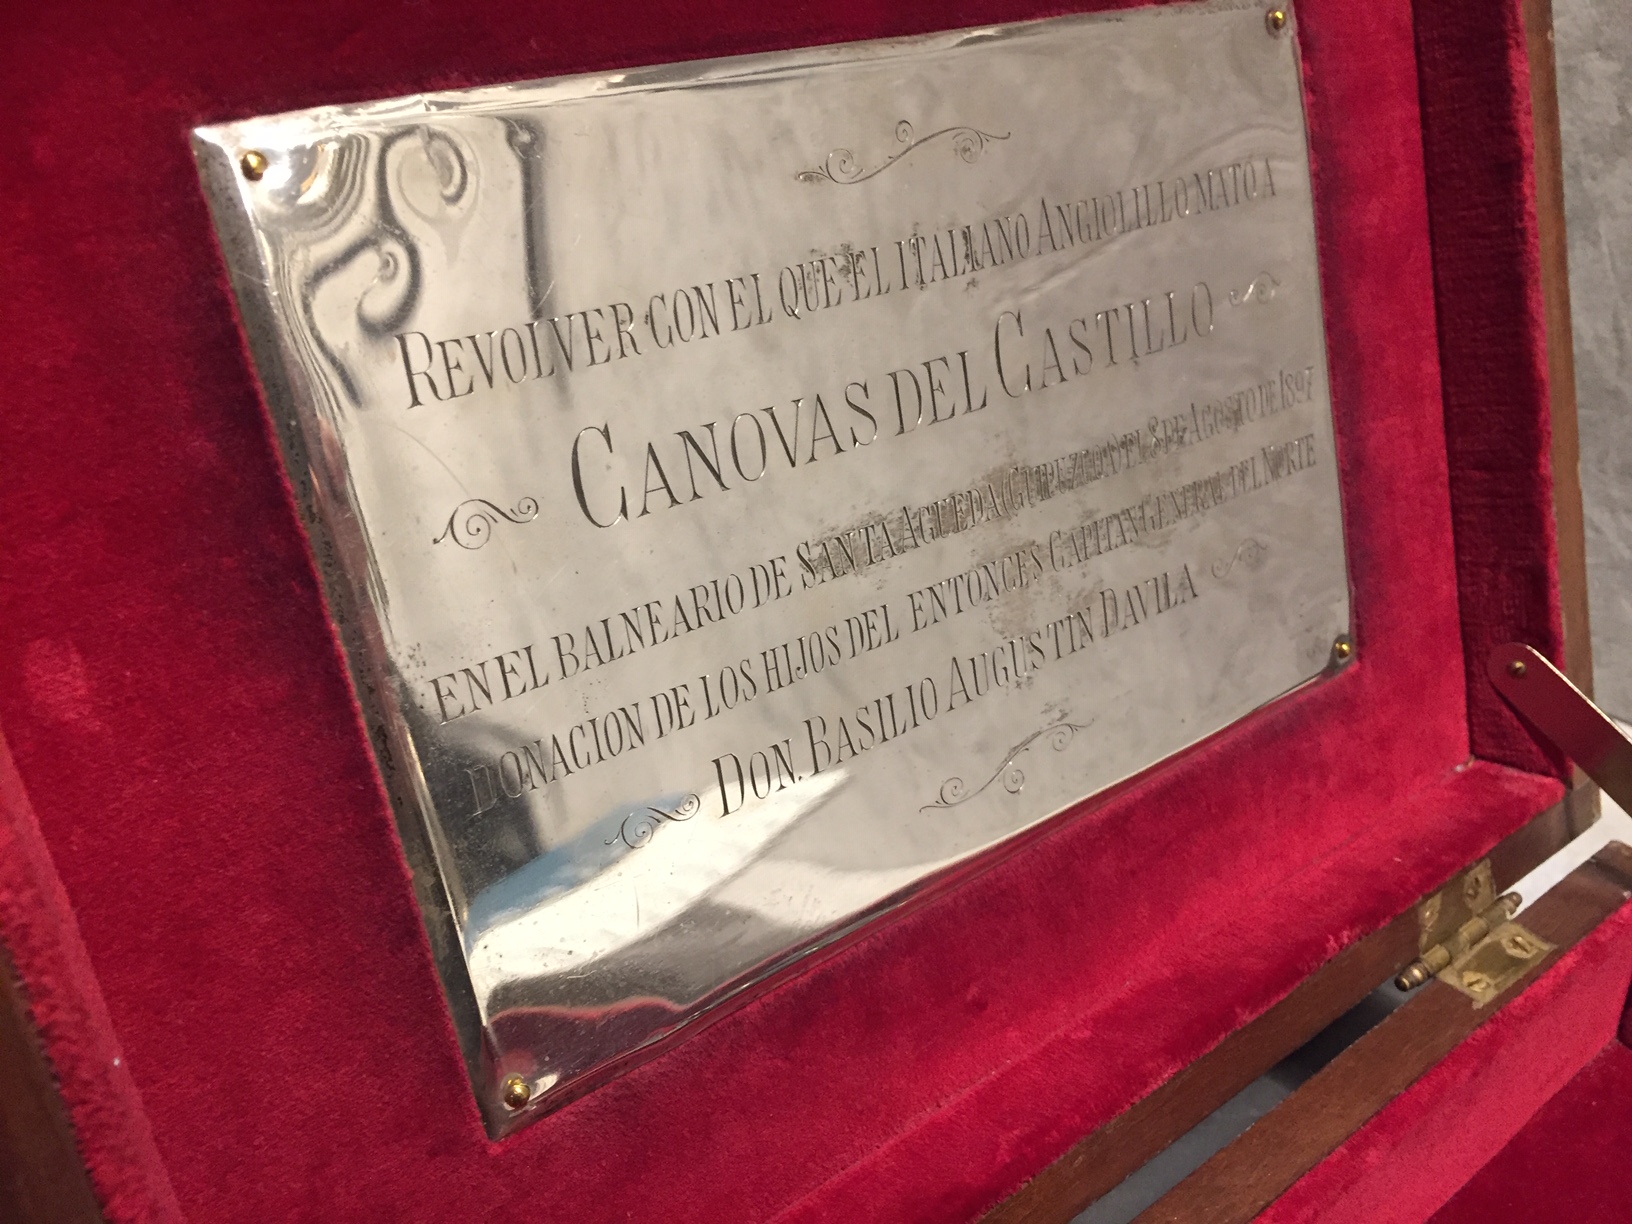 REVOLVER CON EL QUE EL ITALIANO ANGIOLILLO MATO A
CANOVAS DEL CASTILLO
EN EL BALNEARIO DE SANTA AGUEDA (GUIPUZCOA) EL 8 DE AGOSTO DE 1897
DONACION DE LOS HIJOS DEL ENTONCES CAPITAN GENERAL DEL NORTE
DON. BASILIO AUGUSTIN DAVILA